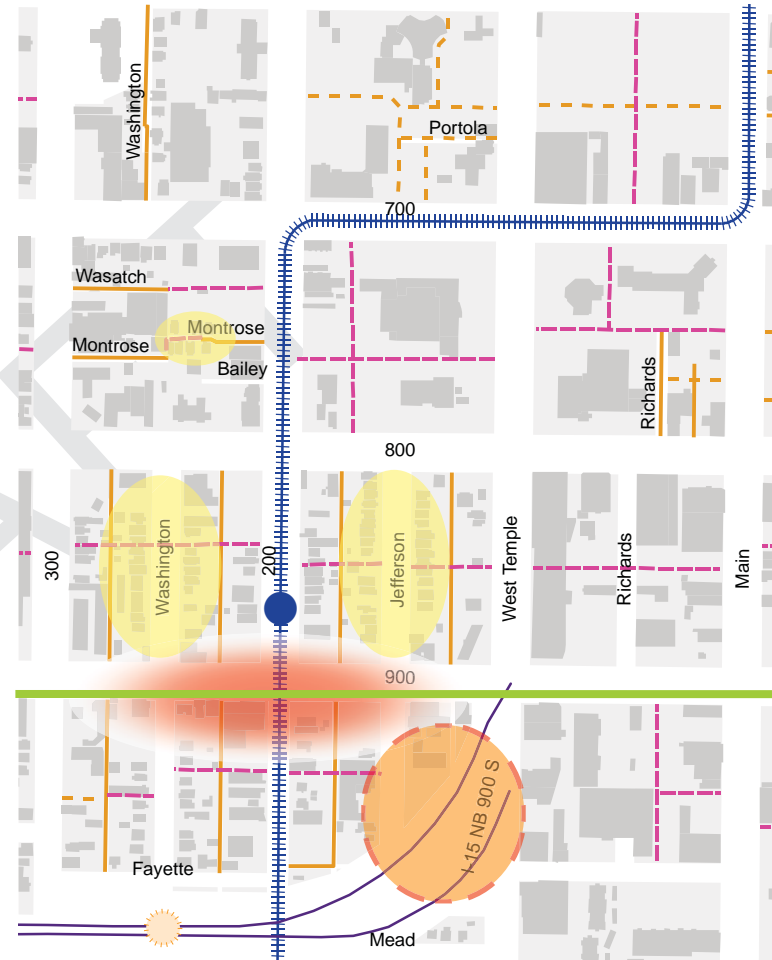 Washington
Portola
700
Wasatch
Montrose
Montrose
Bailey
Richards
800
300
Washington
200
Jefferson
West Temple
Richards
Main
900
I-15 NB 900 S
Fayette
Mead